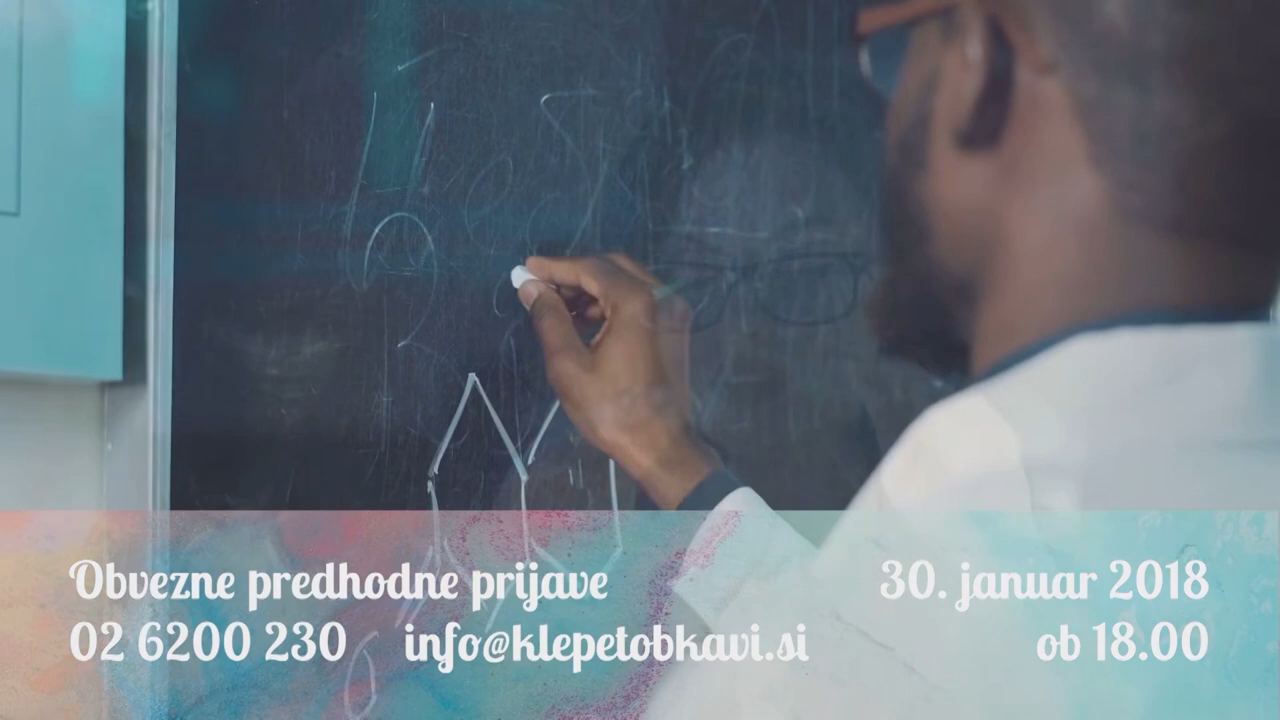 Obvezne predhodne prijave
02 6200 230 info@klepetobkavi.si
30. januar 2018
ob 18.00